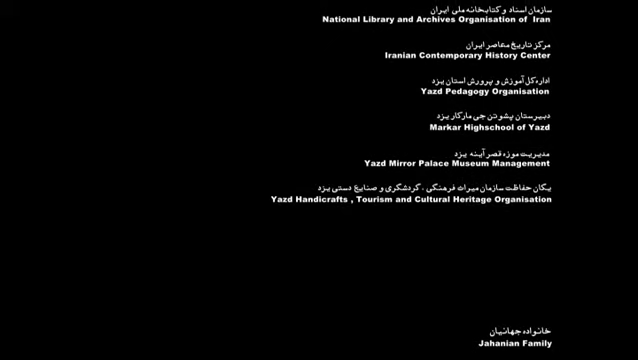 سازمان اسناد و کتابخانه ملی ایران
National Library and Archives Organisation of Iran
مرکز تاریخ معاصر ایران
Iranian Contemporary History Center
اداره کل آموزش و پرورش استان یزد
Yazd Pedagogy Organisation
دبیرستان پشوتن جی مارکار یزد
Markar Highschool of Yazd
مدیریت موزه قصر آینه یزد
Yazd Mirror Palace Museum Management
یگان حفاظت سازمان میراث فرهنگی ، گردشگری و صنایع دستی یزد
Yazd Handicrafts , Tourism and Cultural Heritage Organisation
خانواده جهانیان
Jahanian Family